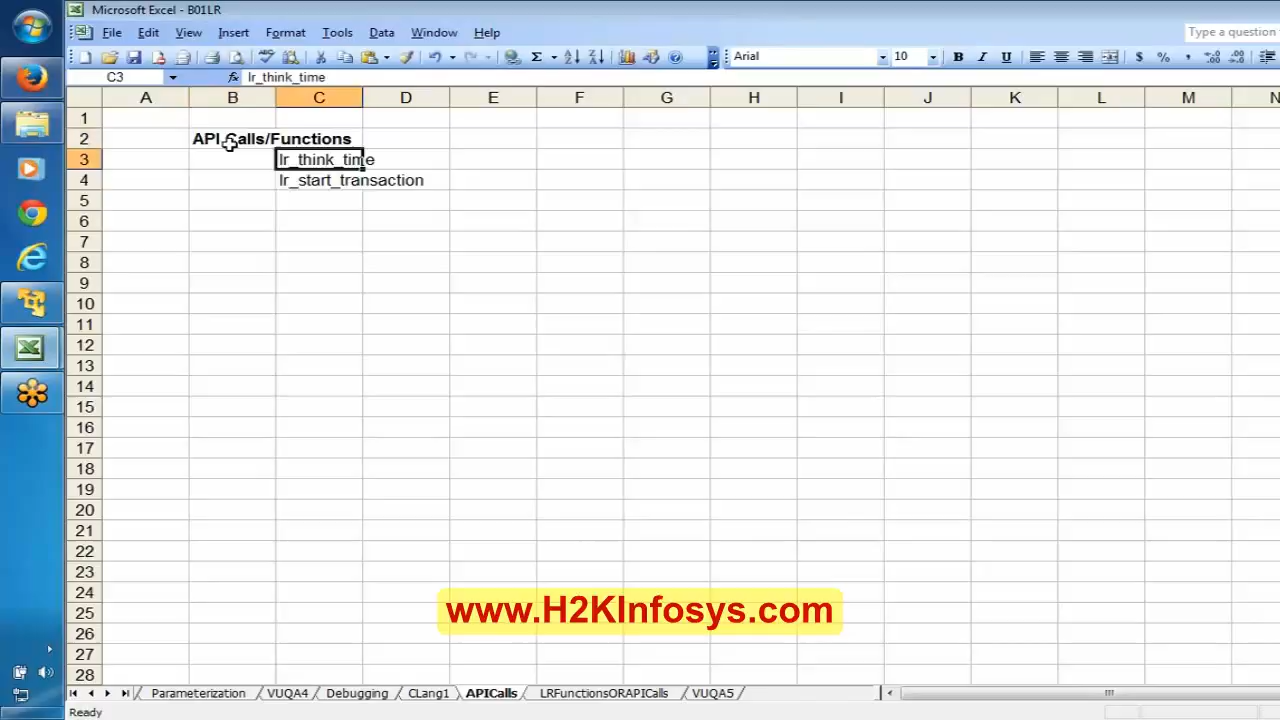 Microsoft Excel - B01LR
File Edit View Insert Format Tools Data Window Help
Type a question
Arial 10 B I U $ % ,
C3 fx lr_think_time
A B C D E F G H I J K L M N
1
2 API Calls/Functions
3 lr_think_time
4 lr_start_transaction
5
6
7
8
9
10
11
12
13
14
15
16
17
18
19
20
21
22
23
24
25
26
27
28
www.H2KInfosys.com
Parameterization VUQA4 Debugging CLang1 APICalls LRFunctionsORAPICalls VUQA5
Ready